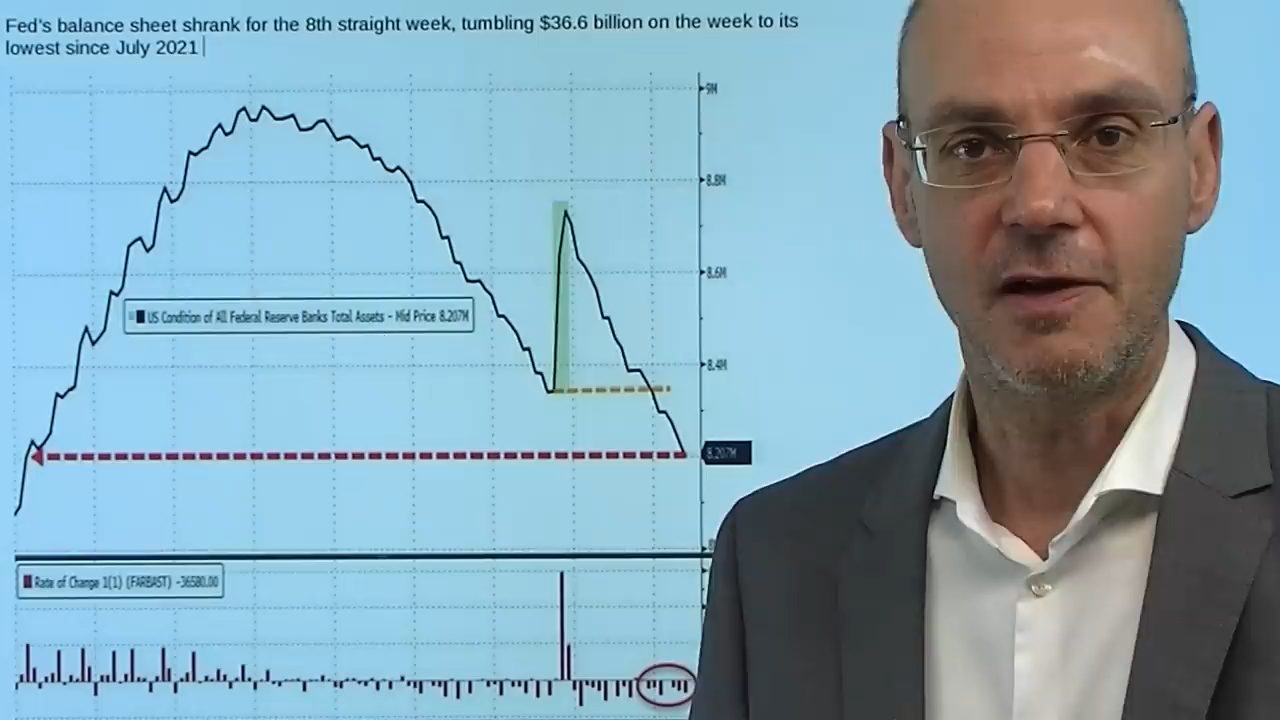 Fed's balance sheet shrank for the 8th straight week, tumbling $36.6 billion on the week to its
lowest since July 2021
9M
8.8M
8.6M
US Condition of All Federal Reserve Banks Total Assets - Mid Price 8.207M
8.4M
8.207M
Rate of Change 1(1) (FARBAST) -36580.00